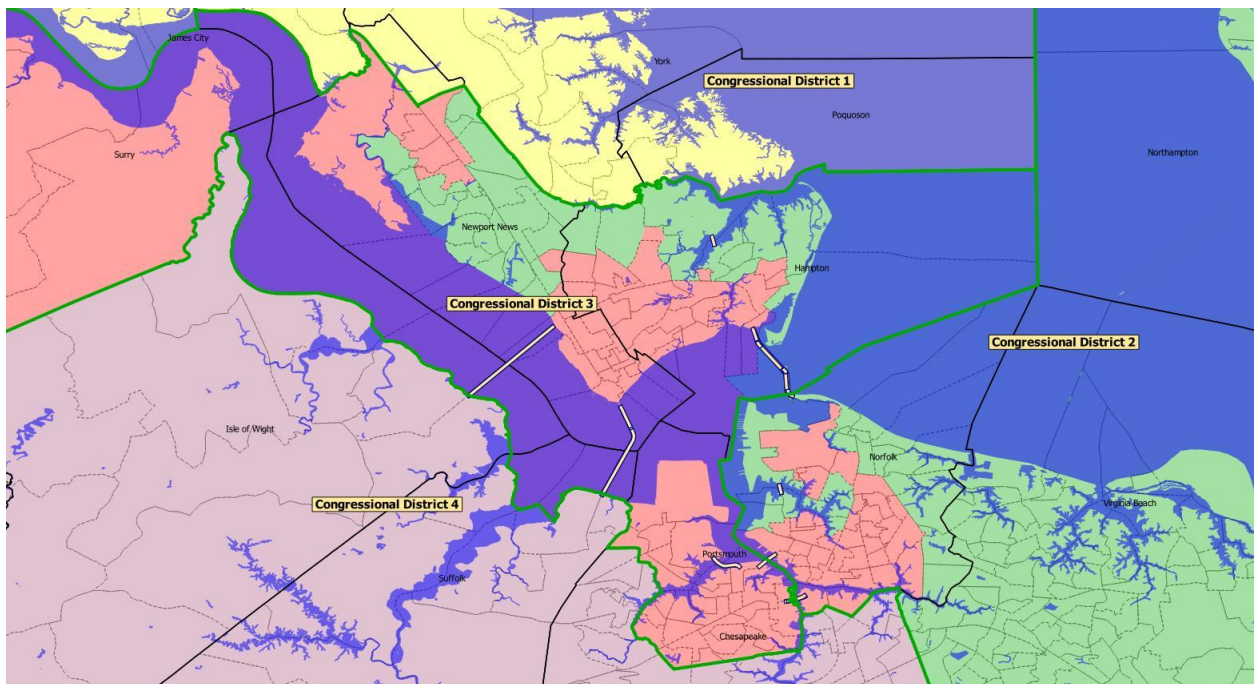 James City
York
Congressional District 1
Poquoson
Surry
Northampton
Newport News
Hampton
Congressional District 3
Congressional District 2
Isle of Wight
Norfolk
Congressional District 4
Virginia Beach
Portsmouth
Suffolk
Chesapeake